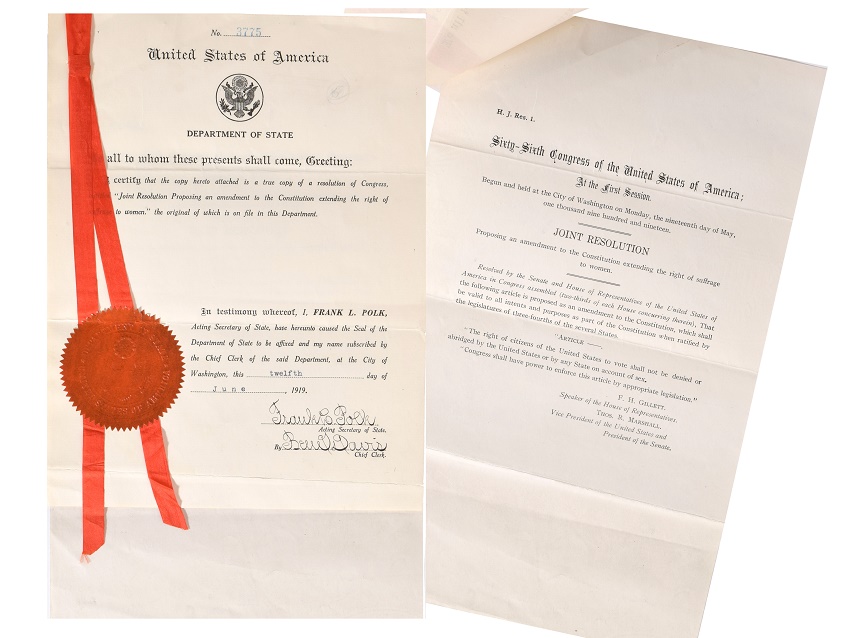 No. 3775
United States of America
DEPARTMENT OF STATE
all to whom these presents shall come, Greeting:
certify that the copy hereto attached is a true copy of a resolution of Congress,
"Joint Resolution Proposing an amendment to the Constitution extending the right of
to women." the original of which is on file in this Department.
In testimony whereof, I, FRANK L. POLK,
Acting Secretary of State, have hereunto caused the Seal of the
Department of State to be affixed and my name subscribed by
the Chief Clerk of the said Department, at the City of
Washington, this twelfth day of
June, 1919.
Frank L. Polk
Acting Secretary of State.
By Ben G. Davis
Chief Clerk.
H. J. Res. 1.
Sixty-Sixth Congress of the United States of America;
At the First Session,
Begun and held at the City of Washington on Monday, the nineteenth day of May,
one thousand nine hundred and nineteen.
JOINT RESOLUTION
Proposing an amendment to the Constitution extending the right of suffrage
to women.
Resolved by the Senate and House of Representatives of the United States of
America in Congress assembled (two-thirds of each House concurring therein), That
the following article is proposed as an amendment to the Constitution, which shall
be valid to all intents and purposes as part of the Constitution when ratified by
the legislatures of three-fourths of the several States.
"ARTICLE ——.
"The right of citizens of the United States to vote shall not be denied or
abridged by the United States or by any State on account of sex.
"Congress shall have power to enforce this article by appropriate legislation."
F. H. GILLETT,
Speaker of the House of Representatives.
THOS. R. MARSHALL,
Vice President of the United States and
President of the Senate.